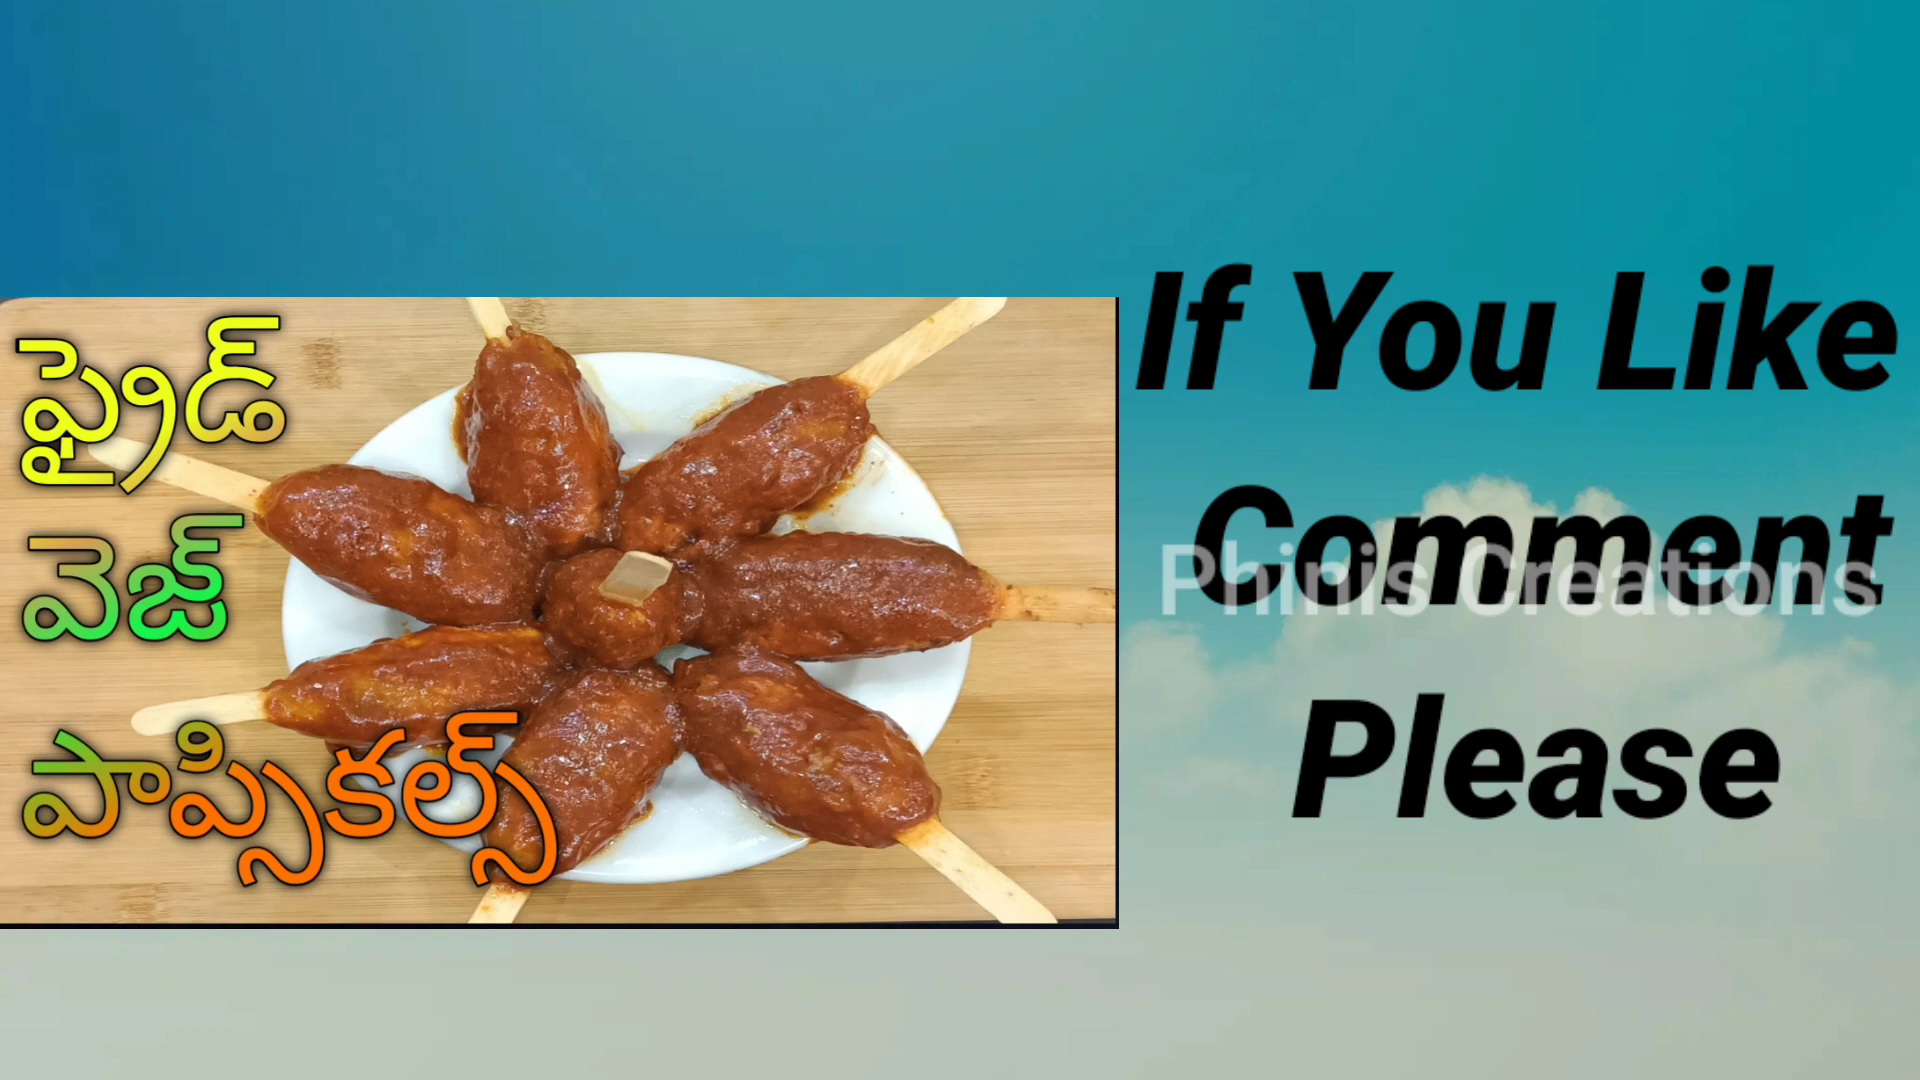 ఫ్రైడ్
వెజ్
పాప్సికల్స్
If You Like
Comment
Phinis Creations
Please